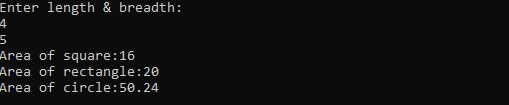 Enter length & breadth:
4
5
Area of square:16
Area of rectangle:20
Area of circle:50.24